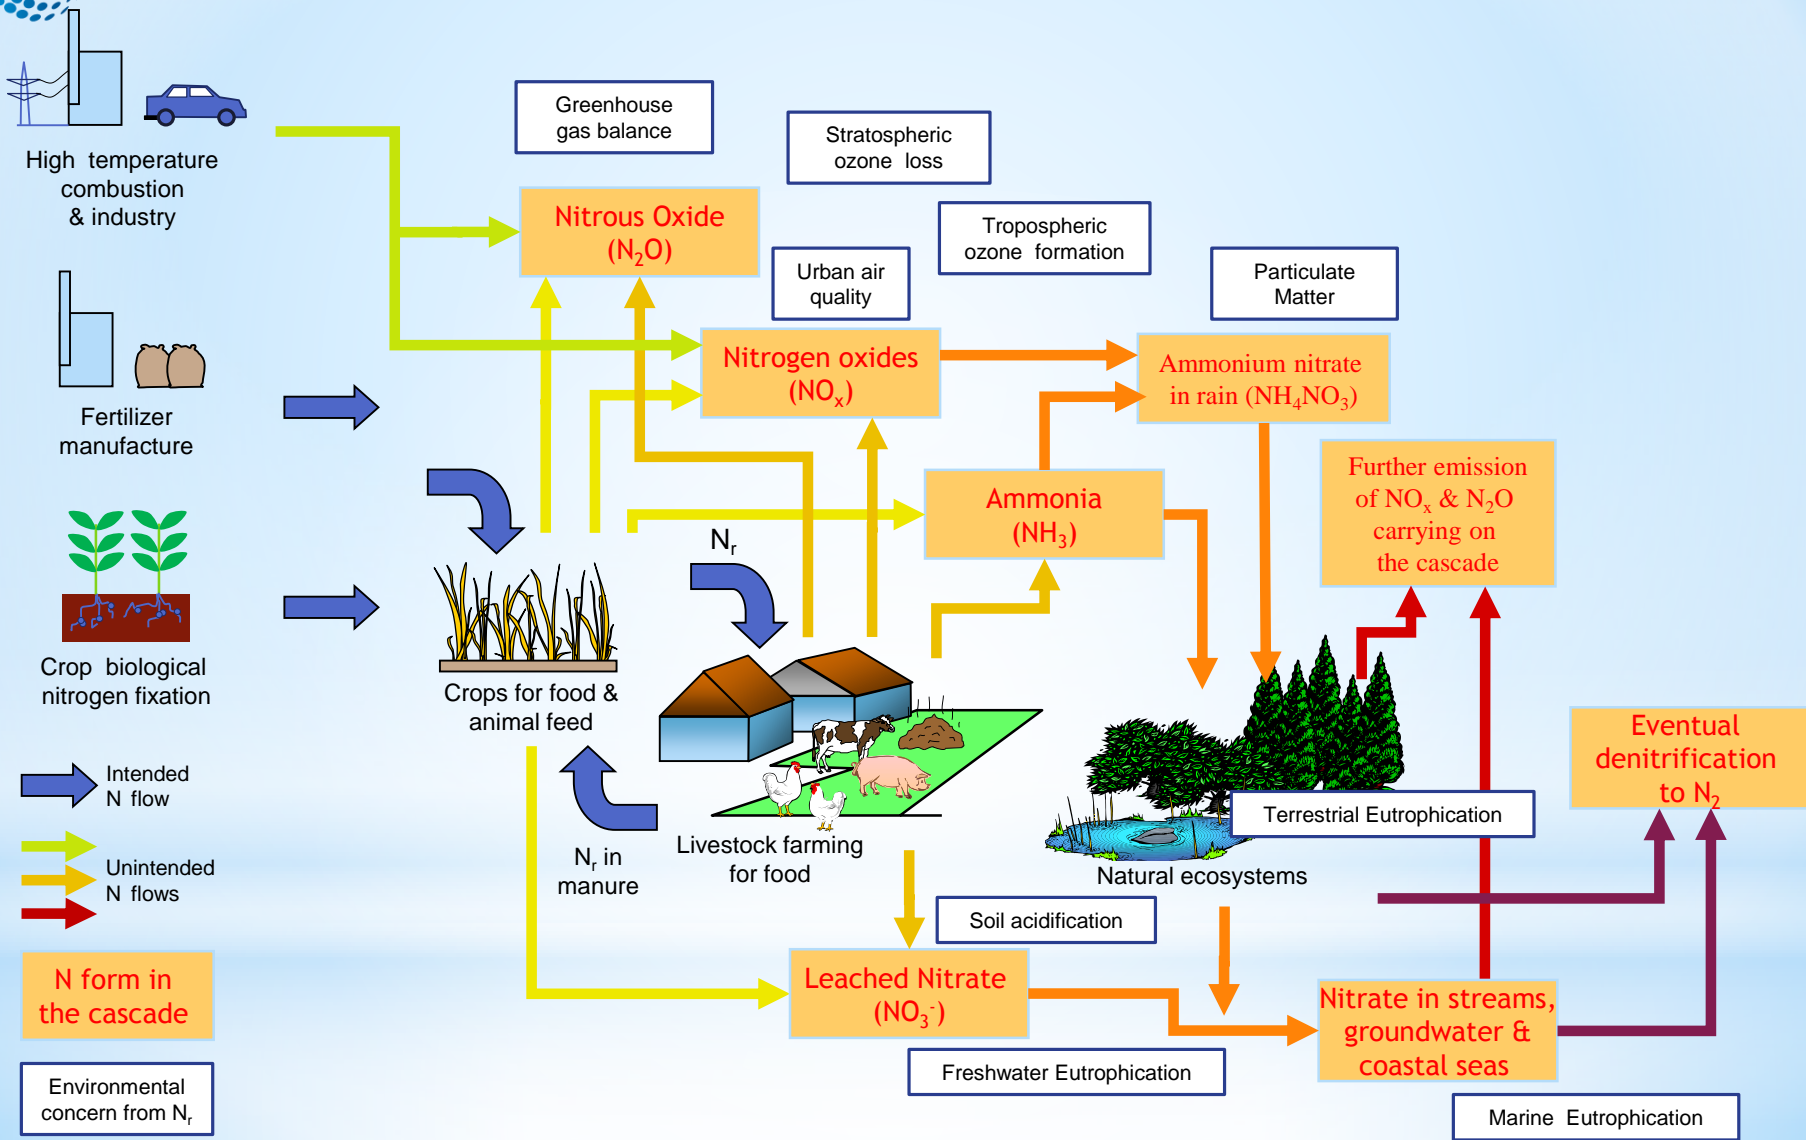 High temperature
combustion
& industry
Greenhouse
gas balance
Stratospheric
ozone loss
Nitrous Oxide
(N₂O)
Tropospheric
ozone formation
Urban air
quality
Particulate
Matter
Fertilizer
manufacture
Nitrogen oxides
(NOₓ)
Ammonium nitrate
in rain (NH₄NO₃)
Further emission
of NOₓ & N₂O
carrying on
the cascade
Ammonia
(NH₃)
Nᵣ
Crop biological
nitrogen fixation
Crops for food &
animal feed
Eventual
denitrification
to N₂
Intended
N flow
Terrestrial Eutrophication
Livestock farming
for food
Nᵣ in
manure
Natural ecosystems
Unintended
N flows
Soil acidification
N form in
the cascade
Leached Nitrate
(NO₃⁻)
Nitrate in streams,
groundwater &
coastal seas
Freshwater Eutrophication
Environmental
concern from Nᵣ
Marine Eutrophication